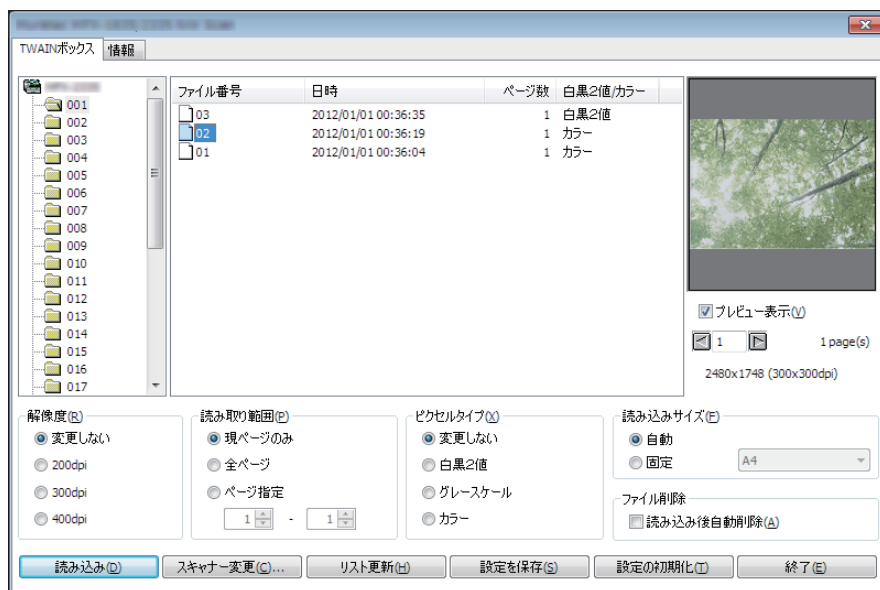 TWAINボックス 情報
ファイル番号 日時 ページ数 白黒2値/カラー
03 2012/01/01 00:36:35 1 白黒2値
02 2012/01/01 00:36:19 1 カラー
01 2012/01/01 00:36:04 1 カラー
001
002
003
004
005
006
007
008
009
010
011
012
013
014
015
016
017
プレビュー表示(V)
1 1 page(s)
2480x1748 (300x300dpi)
解像度(R)
変更しない
200dpi
300dpi
400dpi
読み取り範囲(P)
現ページのみ
全ページ
ページ指定
1 - 1
ピクセルタイプ(X)
変更しない
白黒2値
グレースケール
カラー
読み込みサイズ(F)
自動
固定 A4
ファイル削除
読み込み後自動削除(A)
読み込み(D) スキャナー変更(C)... リスト更新(H) 設定を保存(S) 設定の初期化(T) 終了(E)